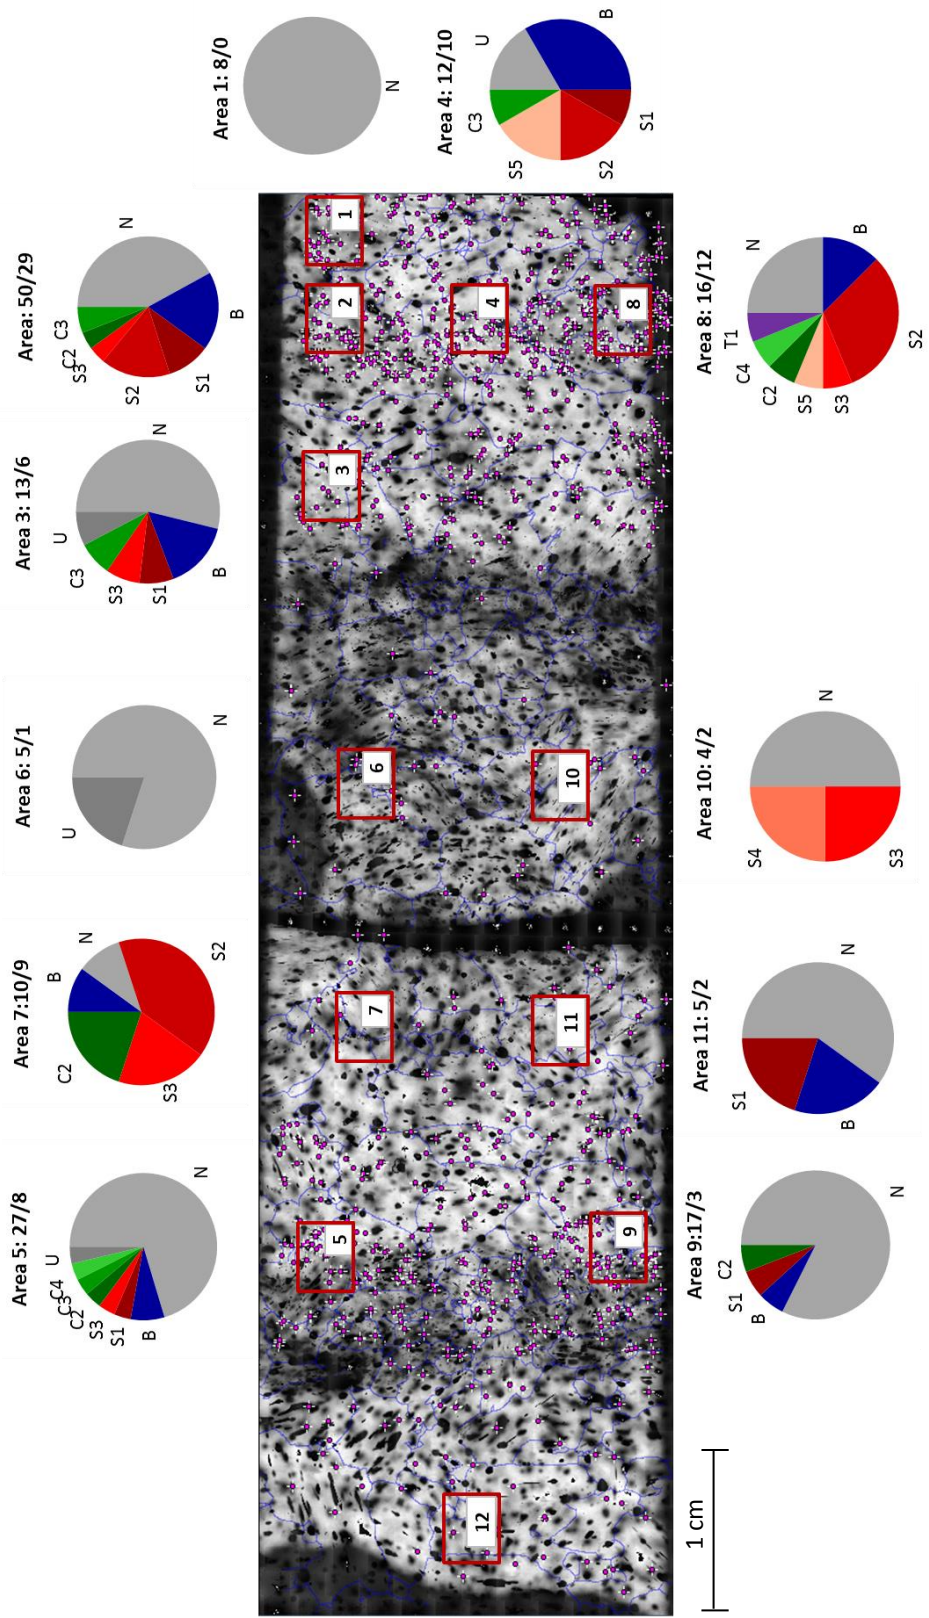 Area 1: 8/0
N
Area 4: 12/10
U
B
C3
S5
S2
S1
Area: 50/29
N
C3
C2
S3
S2
S1
B
Area 3: 13/6
N
U
C3
S3
S1
B
Area 6: 5/1
U
N
Area 7:10/9
B
N
C2
S3
S2
Area 5: 27/8
U
C4
C3
C2
S3
S1
B
N
1
2
4
8
3
6
10
7
11
5
9
12
Area 8: 16/12
N
B
T1
C4
C2
S5
S3
S2
Area 10: 4/2
N
S4
S3
Area 11: 5/2
N
S1
B
Area 9:17/3
N
C2
S1
B
1 cm